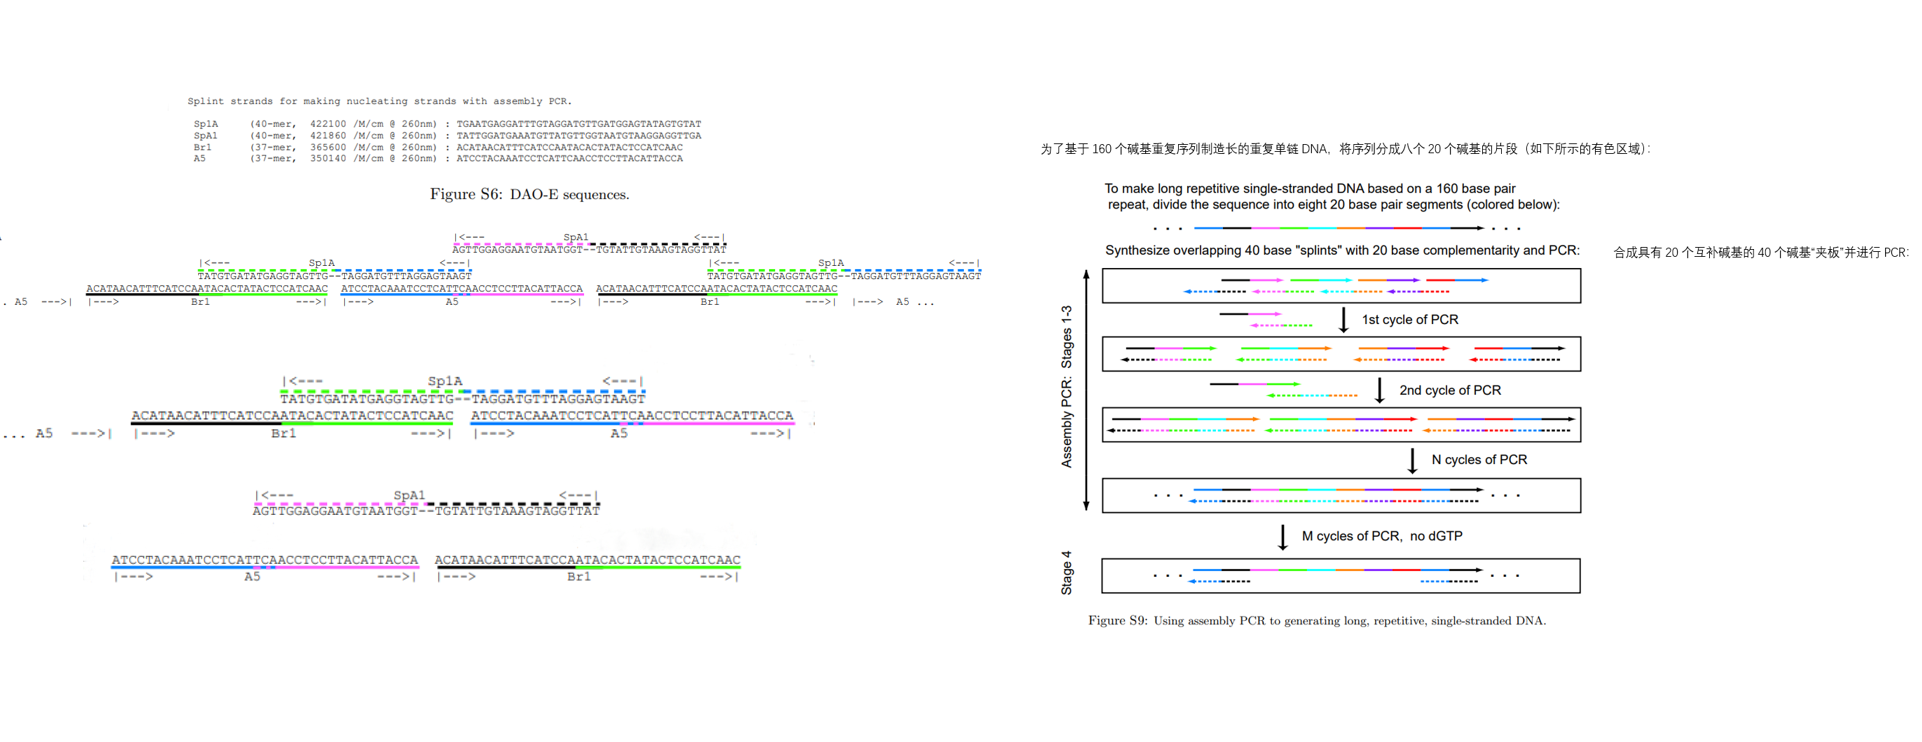 Splint strands for making nucleating strands with assembly PCR.
Sp1A (40-mer, 422100 /M/cm @ 260nm) : TGAATGAGGATTTGTAGGATGTTGATGGAGTATAGTGTAT
SpA1 (40-mer, 421860 /M/cm @ 260nm) : TATTGGATGAAATGTTATGTTGGTAATGTAAGGAGGTTGA
Br1 (37-mer, 365600 /M/cm @ 260nm) : ACATAACATTTCATCCAATACACTATACTCCATCAAC
A5 (37-mer, 350140 /M/cm @ 260nm) : ATCCTACAAATCCTCATTCAACCTCCTTACATTACCA
Figure S6: DAO-E sequences.
|<--- SpA1 <---|
AGTTGGAGGAATGTAATGGT--TGTATTGTAAAGTAGGTTAT
|<--- Sp1A <---| |<--- Sp1A <---|
TATGTGATATGAGGTAGTTG--TAGGATGTTTAGGAGTAAGT TATGTGATATGAGGTAGTTG--TAGGATGTTTAGGAGTAAGT
ACATAACATTTCATCCAATACACTATACTCCATCAAC ATCCTACAAATCCTCATTCAACCTCCTTACATTACCA ACATAACATTTCATCCAATACACTATACTCCATCAAC
. A5 --->| |---> Br1 --->| |---> A5 --->| |---> Br1 --->| |---> A5 ...
|<--- Sp1A <---|
TATGTGATATGAGGTAGTTG--TAGGATGTTTAGGAGTAAGT
ACATAACATTTCATCCAATACACTATACTCCATCAAC ATCCTACAAATCCTCATTCAACCTCCTTACATTACCA
... A5 --->| |---> Br1 --->| |---> A5 --->|
|<--- SpA1 <---|
AGTTGGAGGAATGTAATGGT--TGTATTGTAAAGTAGGTTAT
ATCCTACAAATCCTCATTCAACCTCCTTACATTACCA ACATAACATTTCATCCAATACACTATACTCCATCAAC
|---> A5 --->| |---> Br1 --->|
为了基于 160 个碱基重复序列制造长的重复单链 DNA，将序列分成八个 20 个碱基的片段（如下所示的有色区域）：
To make long repetitive single-stranded DNA based on a 160 base pair
repeat, divide the sequence into eight 20 base pair segments (colored below):
Synthesize overlapping 40 base "splints" with 20 base complementarity and PCR:
合成具有 20 个互补碱基的 40 个碱基“夹板”并进行 PCR:
Assembly PCR: Stages 1-3
1st cycle of PCR
2nd cycle of PCR
N cycles of PCR
M cycles of PCR, no dGTP
Stage 4
Figure S9: Using assembly PCR to generating long, repetitive, single-stranded DNA.